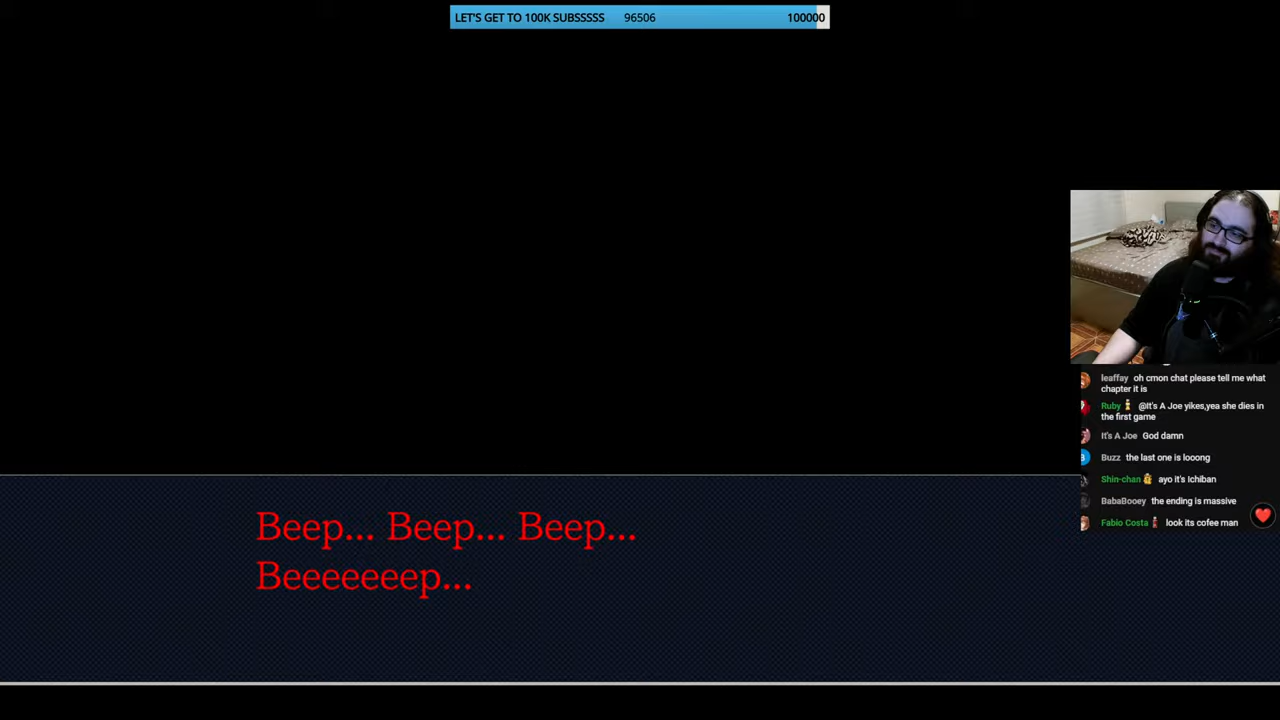 LET'S GET TO 100K SUBSSSSS 96506 100000
leaffay oh cmon chat please tell me what
chapter it is
Ruby @It's A Joe yikes,yea she dies in
the first game
It's A Joe God damn
Buzz the last one is looong
Shin-chan ayo it's Ichiban
BabaBooey the ending is massive
Fabio Costa look its cofee man
Beep... Beep... Beep...
Beeeeeeep...